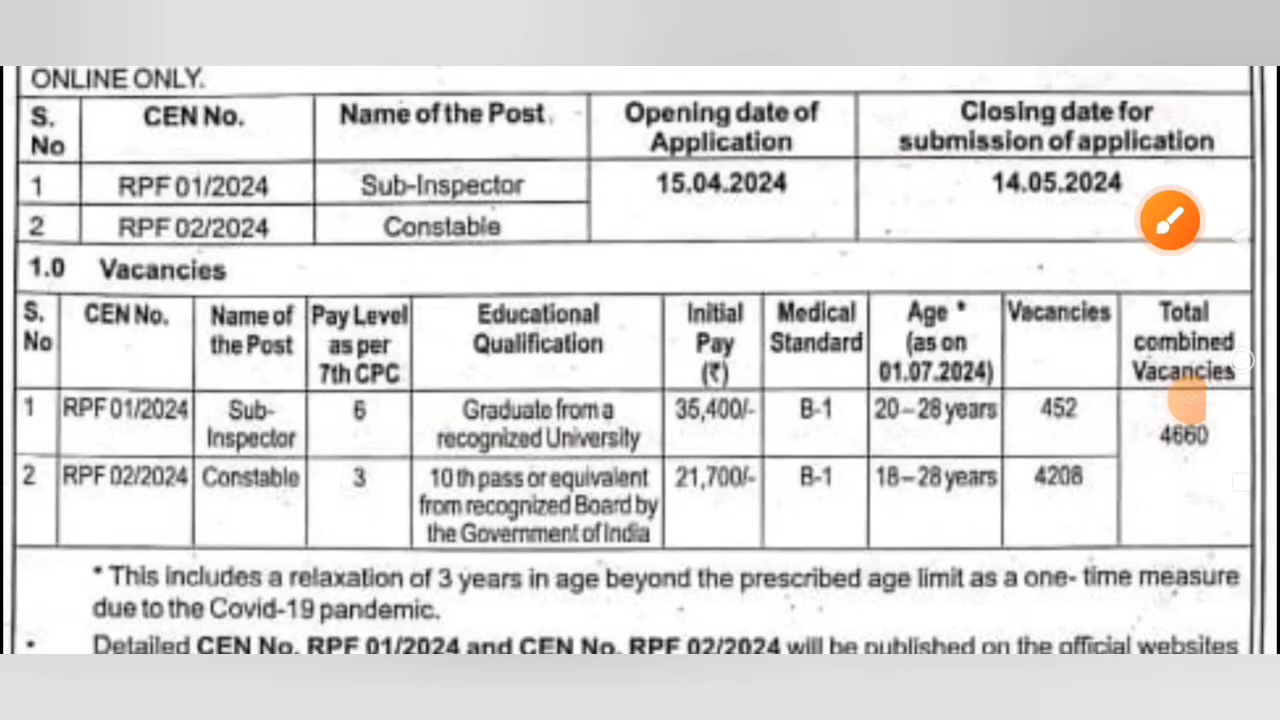 ONLINE ONLY.
S. No CEN No. Name of the Post Opening date of Application Closing date for submission of application
1 RPF 01/2024 Sub-Inspector 15.04.2024 14.05.2024
2 RPF 02/2024 Constable
1.0 Vacancies
S. No CEN No. Name of the Post Pay Level as per 7th CPC Educational Qualification Initial Pay (₹) Medical Standard Age * (as on 01.07.2024) Vacancies Total combined Vacancies
1 RPF 01/2024 Sub-Inspector 6 Graduate from a recognized University 35,400/- B-1 20–28 years 452 4660
2 RPF 02/2024 Constable 3 10th pass or equivalent from recognized Board by the Government of India 21,700/- B-1 18–28 years 4208
* This includes a relaxation of 3 years in age beyond the prescribed age limit as a one- time measure
due to the Covid-19 pandemic.
• Detailed CEN No. RPF 01/2024 and CEN No. RPF 02/2024 will be published on the official websites